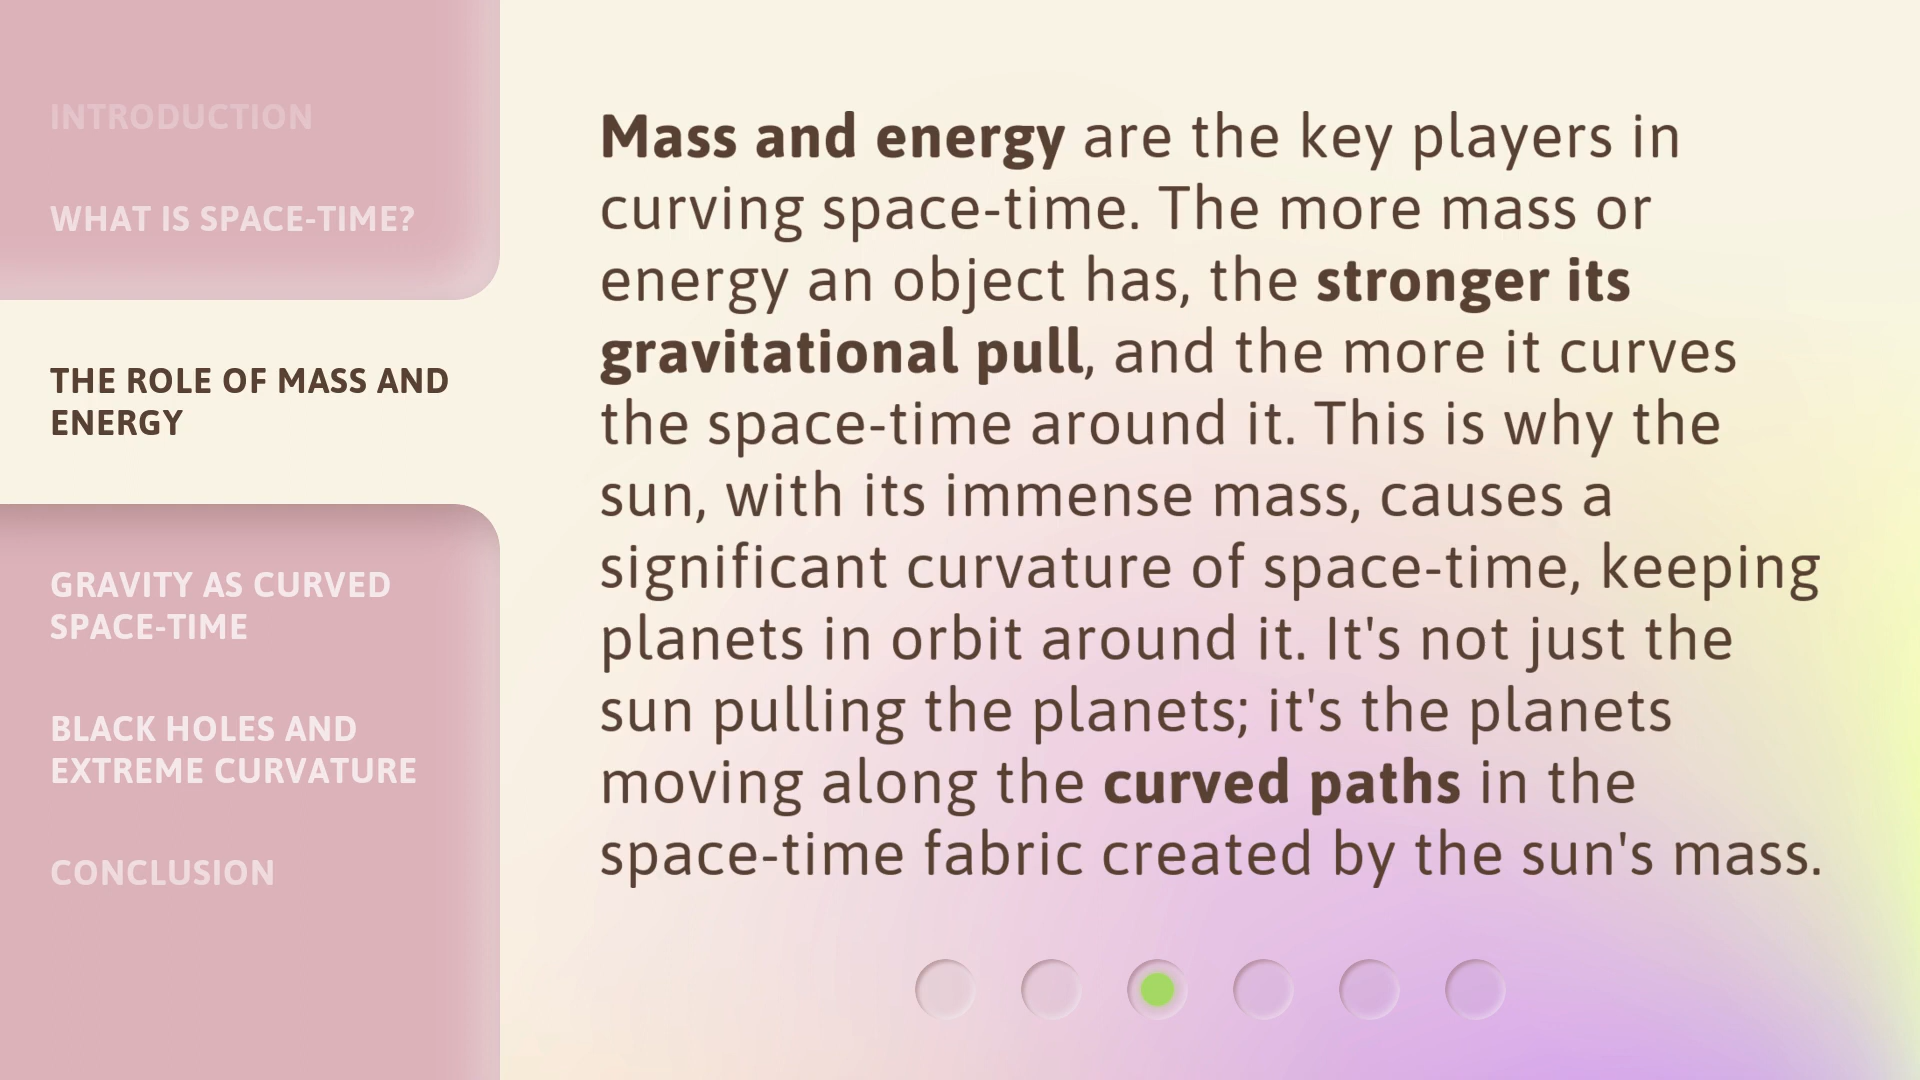 INTRODUCTION
WHAT IS SPACE-TIME?
THE ROLE OF MASS AND
ENERGY
GRAVITY AS CURVED
SPACE-TIME
BLACK HOLES AND
EXTREME CURVATURE
CONCLUSION
Mass and energy are the key players in
curving space-time. The more mass or
energy an object has, the stronger its
gravitational pull, and the more it curves
the space-time around it. This is why the
sun, with its immense mass, causes a
significant curvature of space-time, keeping
planets in orbit around it. It's not just the
sun pulling the planets; it's the planets
moving along the curved paths in the
space-time fabric created by the sun's mass.